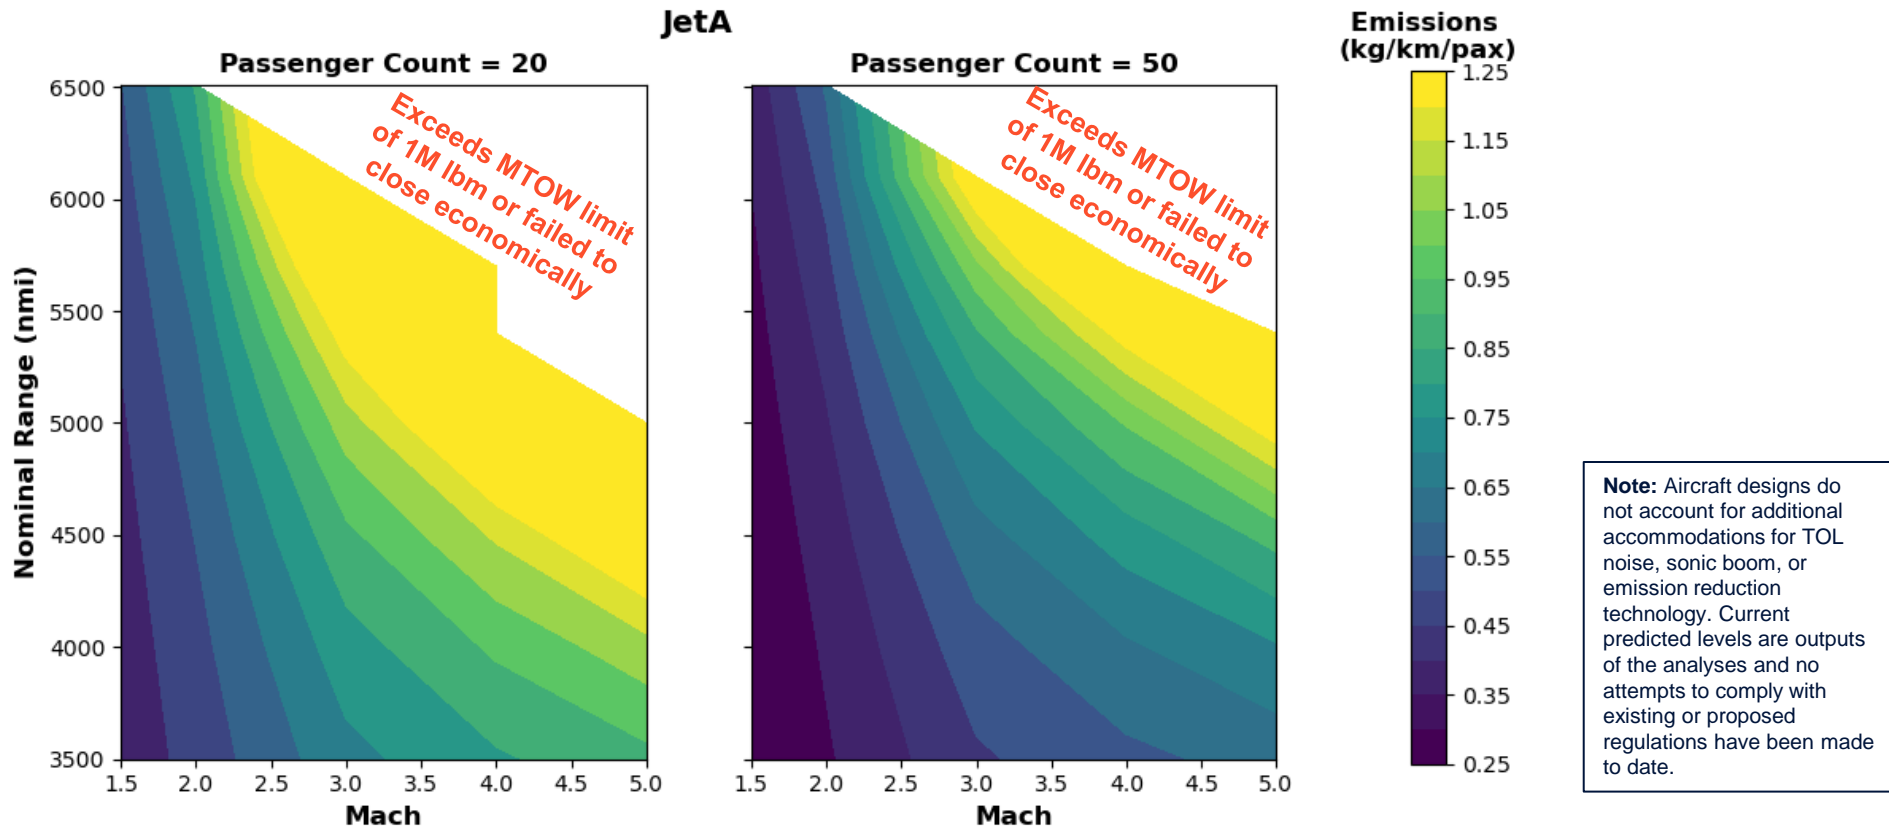 JetA
Passenger Count = 20
Passenger Count = 50
Emissions
(kg/km/pax)
Nominal Range (nmi)
6500
6000
5500
5000
4500
4000
3500
Exceeds MTOW limit
of 1M lbm or failed to
close economically
1.5 2.0 2.5 3.0 3.5 4.0 4.5 5.0
Mach
Exceeds MTOW limit
of 1M lbm or failed to
close economically
1.5 2.0 2.5 3.0 3.5 4.0 4.5 5.0
Mach
1.25
1.15
1.05
0.95
0.85
0.75
0.65
0.55
0.45
0.35
0.25
Note: Aircraft designs do
not account for additional
accommodations for TOL
noise, sonic boom, or
emission reduction
technology. Current
predicted levels are outputs
of the analyses and no
attempts to comply with
existing or proposed
regulations have been made
to date.